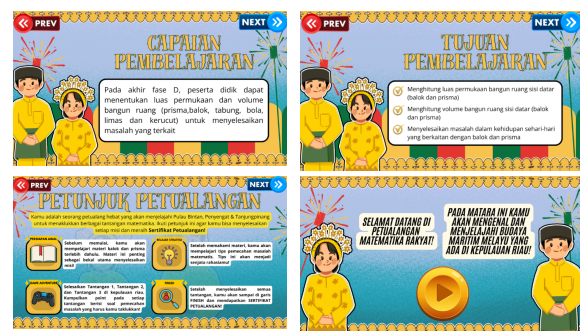 PREV
NEXT
CAPAIAN
PEMBELAJARAN
Pada akhir fase D, peserta didik dapat
menentukan luas permukaan dan volume
bangun ruang (prisma,balok, tabung, bola,
limas dan kerucut) untuk menyelesaikan
masalah yang terkait
PREV
NEXT
TUJUAN
PEMBELAJARAN
Menghitung luas permukaan bangun ruang sisi datar
(balok dan prisma)
Menghitung volume bangun ruang sisi datar (balok
dan prisma)
Menyelesaikan masalah dalam kehidupan sehari-hari
yang berkaitan dengan balok dan prisma
PREV
NEXT
PETUNJUK PETUALANGAN
Kamu adalah seorang petualang hebat yang akan menjelajahi Pulau Bintan, Penyengat & Tanjungpinang
untuk menaklukkan berbagai tantangan matematika. Ikuti petunjuk ini agar kamu bisa menyelesaikan
setiap misi dan meraih Sertifikat Petualangan!
Sebelum memulai, kamu akan
mempelajari materi balok dan prisma
terlebih dahulu. Materi ini penting
sebagai bekal utama menyelesaikan
misi!
Setelah memahami materi, kamu akan
mempelajari tips pemecahan masalah
matematis. Tips ini akan menjadi
senjata rahasiamu!
Selesaikan Tantangan 1, Tantangan 2,
dan Tantangan 3 di kepulauan riau.
Kumpulkan poin pada setiap
tantangan berisi soal pemecahan
masalah yang harus kamu taklukkan!
Setelah menyelesaikan semua
tantangan, kamu akan sampai di garis
FINISH dan mendapatkan SERTIFIKAT
PETUALANGAN!
SELAMAT DATANG DI
PETUALANGAN
MATEMATIKA RAKYAT!
PADA MATARA INI KAMU
AKAN MENGENAL DAN
MENJELAJAHI BUDAYA
MARITIM MELAYU YANG
ADA DI KEPULAUAN RIAU!